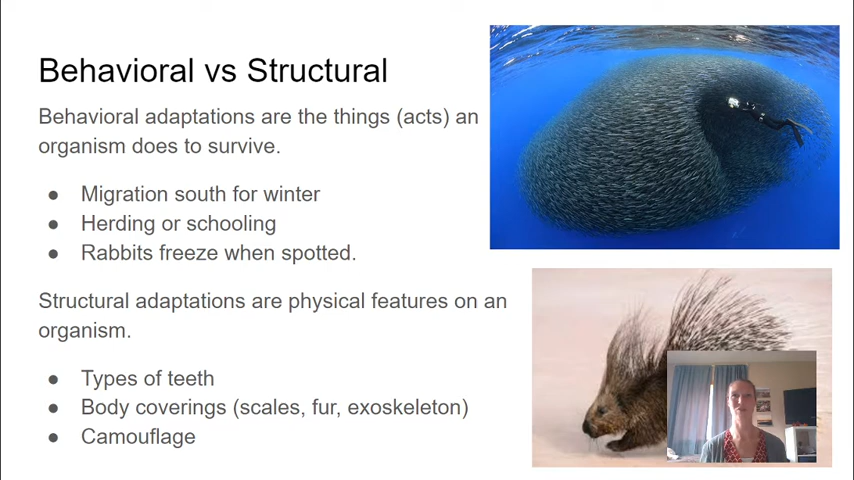 Behavioral vs Structural
Behavioral adaptations are the things (acts) an
organism does to survive.
● Migration south for winter
● Herding or schooling
● Rabbits freeze when spotted.
Structural adaptations are physical features on an
organism.
● Types of teeth
● Body coverings (scales, fur, exoskeleton)
● Camouflage